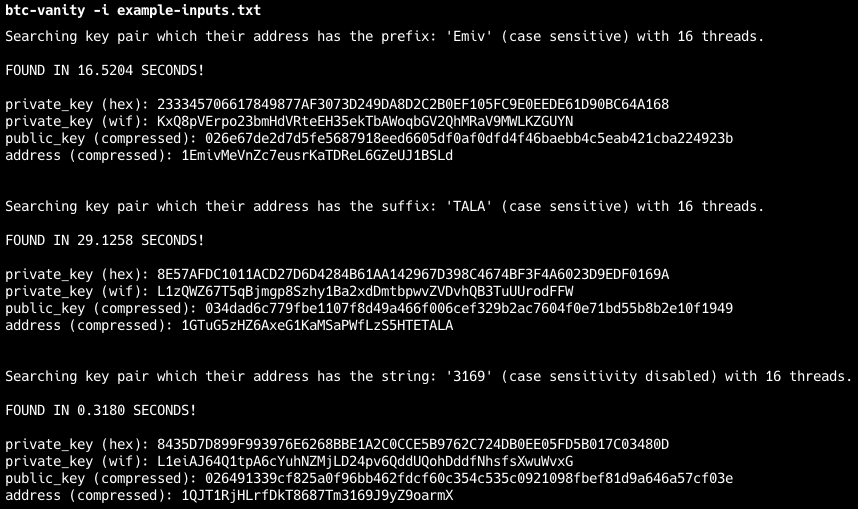 btc-vanity -i example-inputs.txt
Searching key pair which their address has the prefix: 'Emiv' (case sensitive) with 16 threads.
FOUND IN 16.5204 SECONDS!
private_key (hex): 233345706617849877AF3073D249DA8D2C2B0EF105FC9E0EEDE61D90BC64A168
private_key (wif): KxQ8pVErpo23bmHdVRteEH35ekTbAWoqbGV2QhMRaV9MWLKZGUYN
public_key (compressed): 026e67de2d7d5fe5687918eed6605df0af0dfd4f46baebb4c5eab421cba224923b
address (compressed): 1EmivMeVnZc7eusrKaTDReL6GZeUJ1BSLd
Searching key pair which their address has the suffix: 'TALA' (case sensitive) with 16 threads.
FOUND IN 29.1258 SECONDS!
private_key (hex): 8E57AFDC1011ACD27D6D4284B61AA142967D398C4674BF3F4A6023D9EDF0169A
private_key (wif): L1zQWZ67T5qBjmgp8Szhy1Ba2xdDmtbpwvZVDvhQB3TuUUrodFFW
public_key (compressed): 034dad6c779fbe1107f8d49a466f006cef329b2ac7604f0e71bd55b8b2e10f1949
address (compressed): 1GTuG5zHZ6AxeG1KaMSaPWfLzS5HTETALA
Searching key pair which their address has the string: '3169' (case sensitivity disabled) with 16 threads.
FOUND IN 0.3180 SECONDS!
private_key (hex): 8435D7D899F993976E6268BBE1A2C0CCE5B9762C724DB0EE05FD5B017C03480D
private_key (wif): L1eiAJ64Q1tpA6cYuhNZMjLD24pv6QddUQohDddfNhsfsXwuWvxG
public_key (compressed): 026491339cf825a0f96bb462fdcf60c354c535c0921098fbef81d9a646a57cf03e
address (compressed): 1QJT1RjHLrfDkT8687Tm3169J9yZ9oarmX